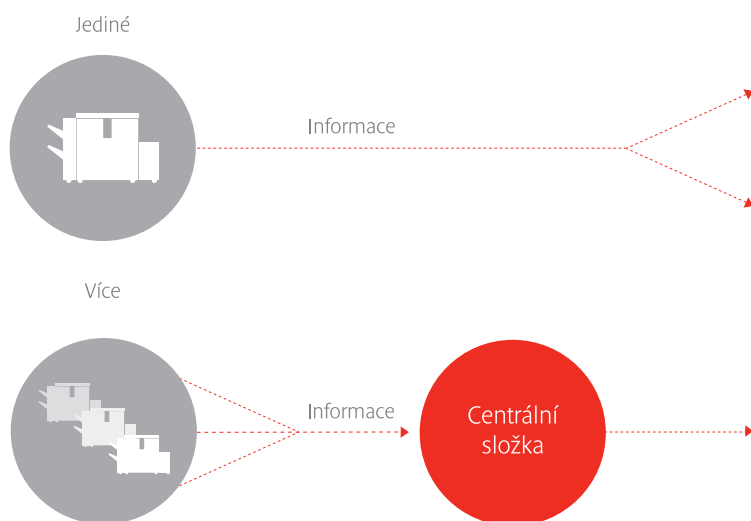 Jediné
Informace
Více
Informace
Centrální
složka